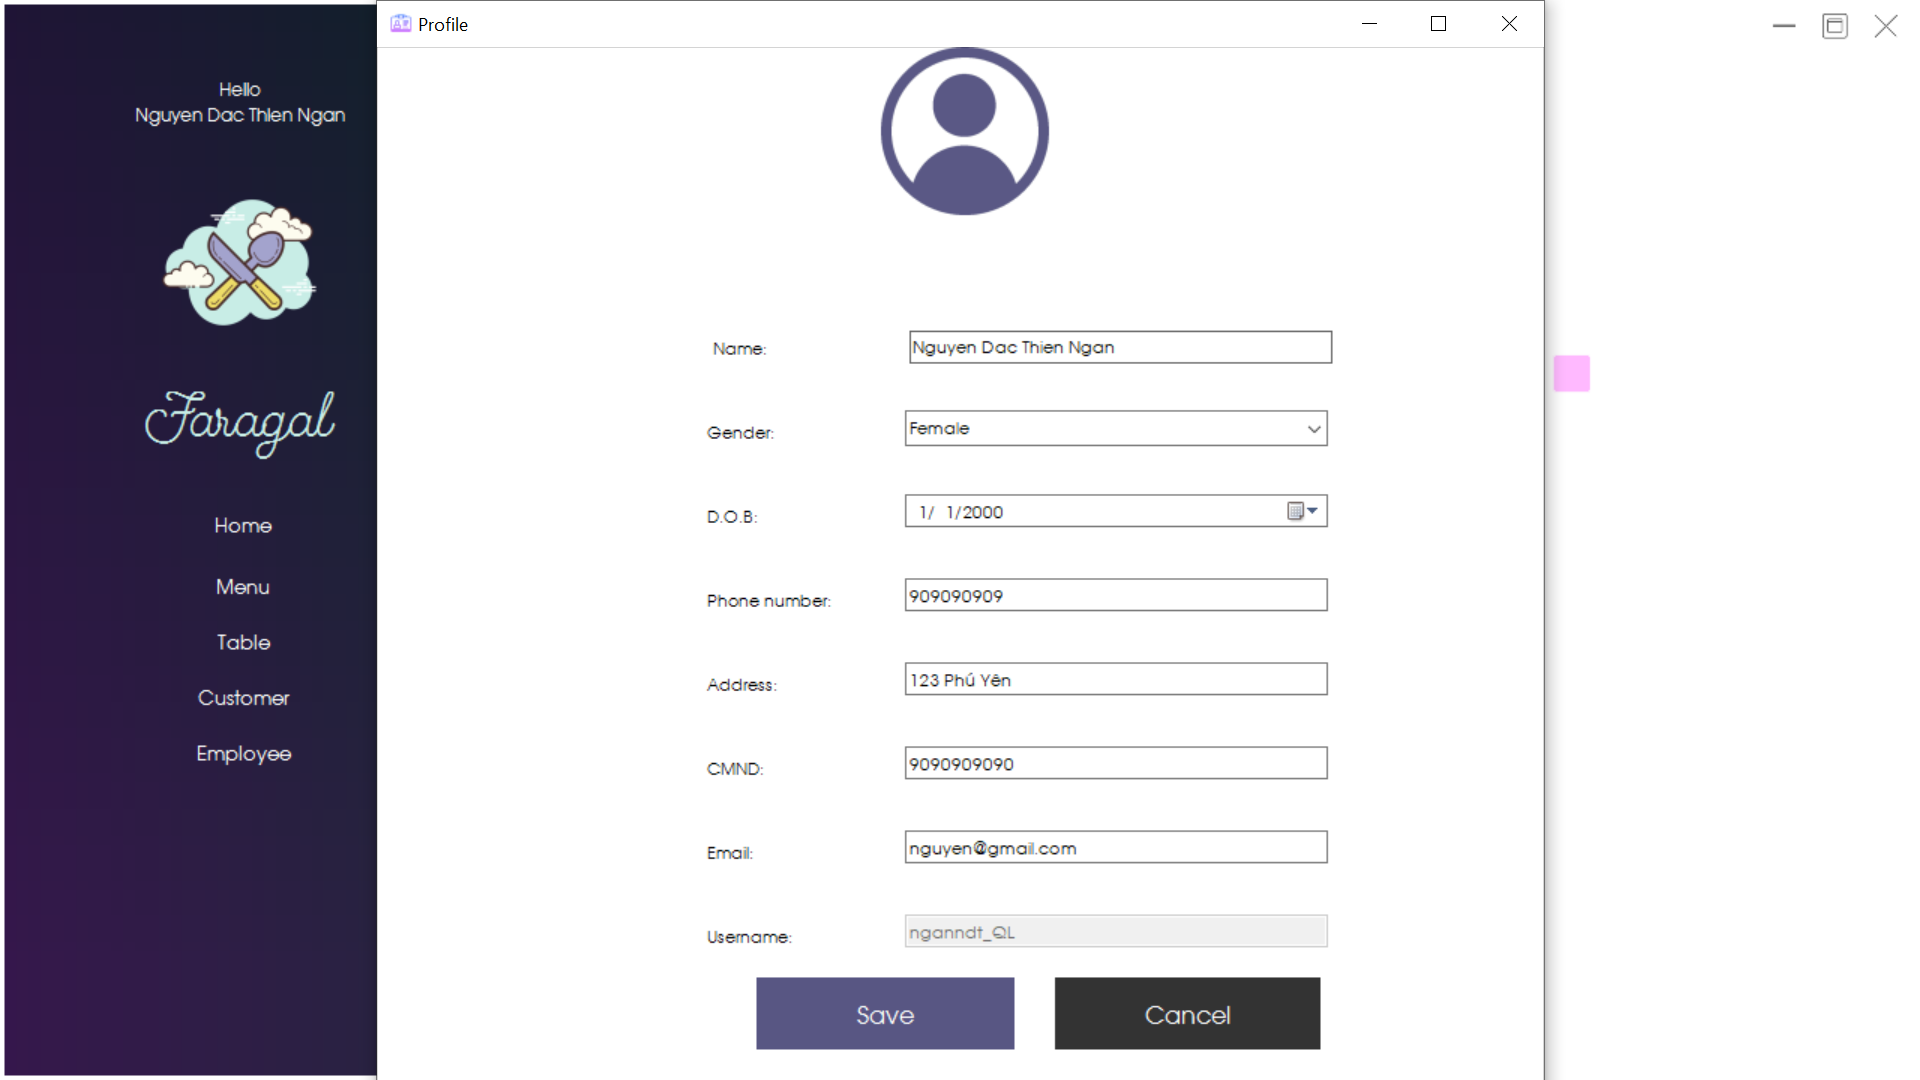 Profile
Hello
Nguyen Dac Thien Ngan
Faragal
Home
Menu
Table
Customer
Employee
Name: Nguyen Dac Thien Ngan
Gender: Female
D.O.B: 1/ 1/2000
Phone number: 909090909
Address: 123 Phú Yên
CMND: 9090909090
Email: nguyen@gmail.com
Username: nganndt_QL
Save Cancel